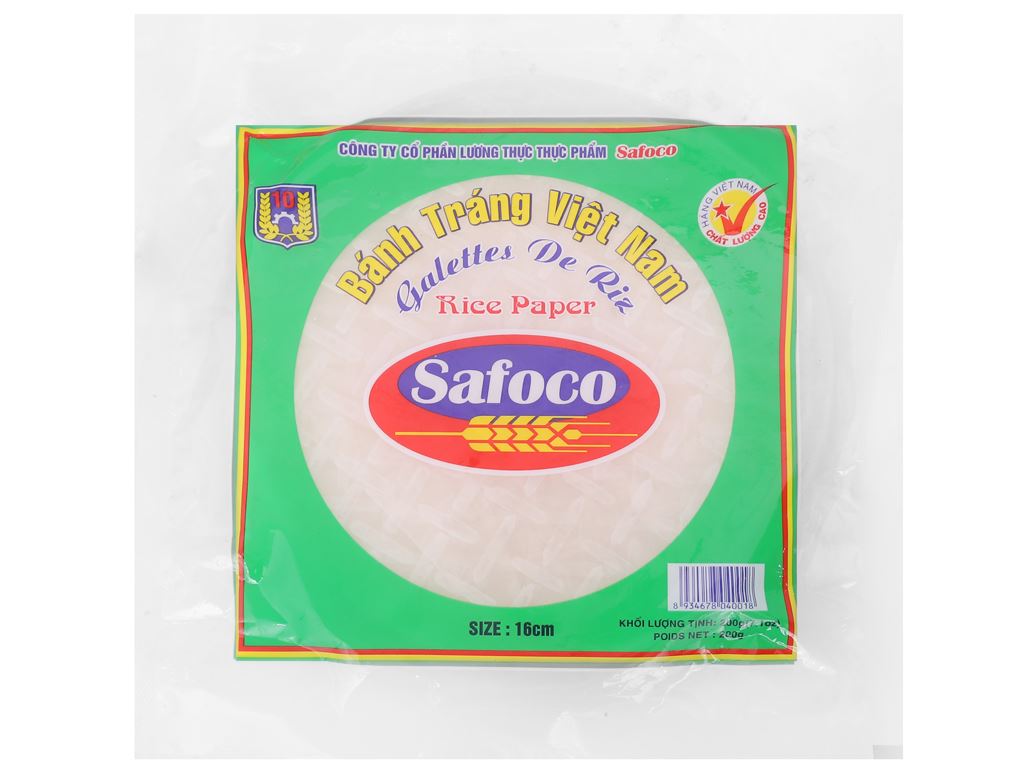 CÔNG TY CỔ PHẦN LƯƠNG THỰC THỰC PHẨM Safoco
10
HÀNG VIỆT NAM
CHẤT LƯỢNG CAO
Bánh Tráng Việt Nam
Galettes De Riz
Rice Paper
Safoco
8 934678 040018
SIZE : 16cm
KHỐI LƯỢNG TỊNH: 200g(7.1oz)
POIDS NET : 200g